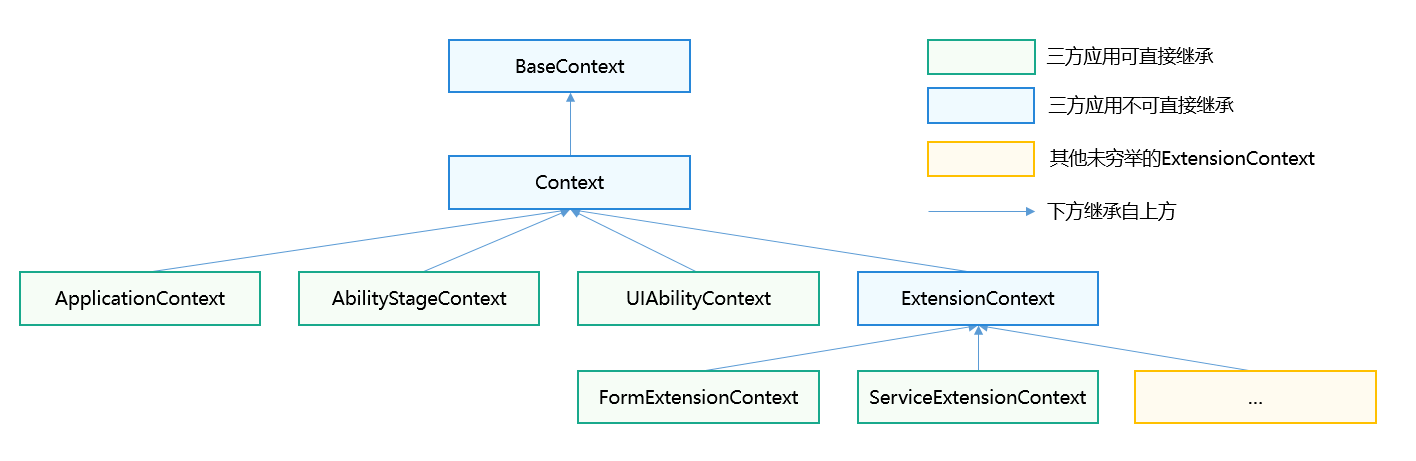 BaseContext
三方应用可直接继承
三方应用不可直接继承
其他未穷举的ExtensionContext
Context
下方继承自上方
ApplicationContext
AbilityStageContext
UIAbilityContext
ExtensionContext
FormExtensionContext
ServiceExtensionContext
...